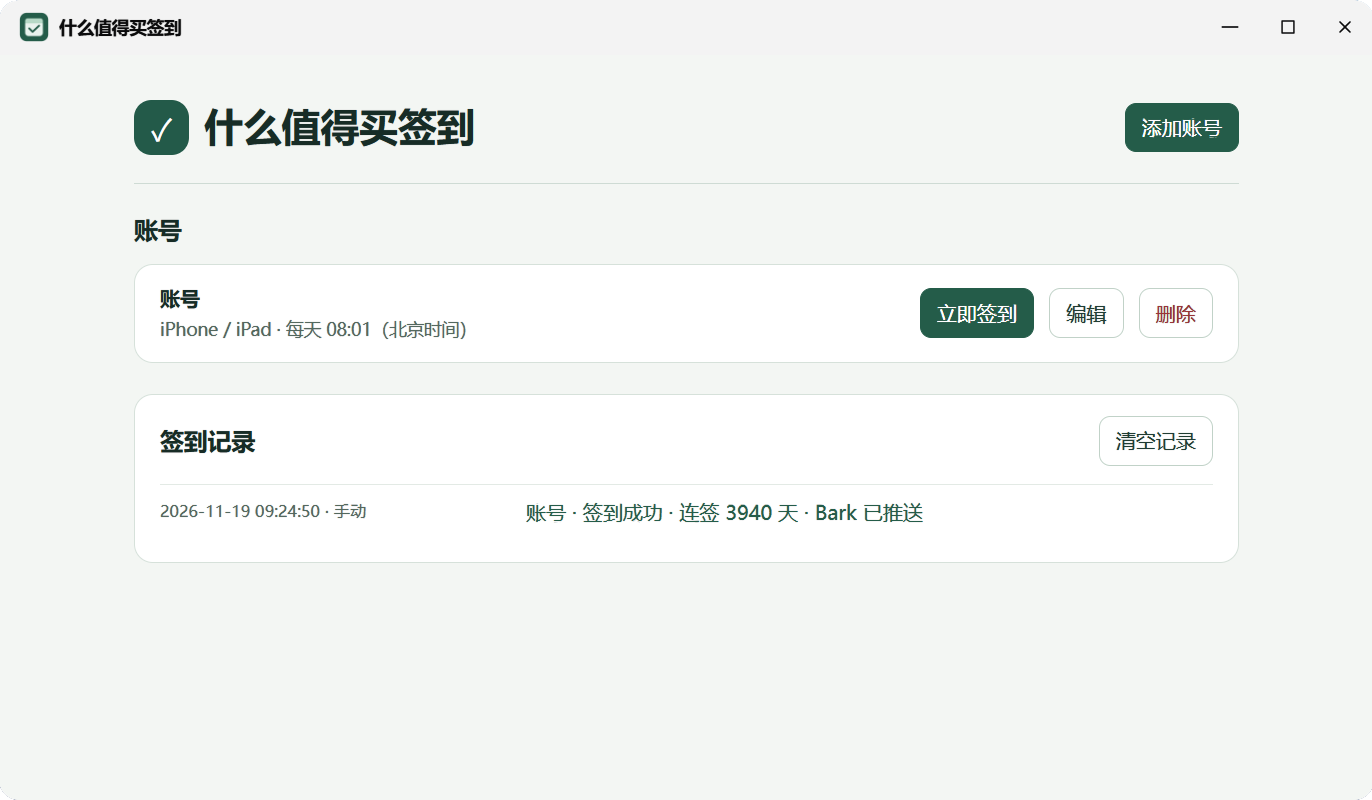 什么值得买签到
什么值得买签到
添加账号
账号
账号
iPhone / iPad · 每天 08:01（北京时间）
立即签到
编辑
删除
签到记录
清空记录
2026-11-19 09:24:50 · 手动
账号 · 签到成功 · 连签 3940 天 · Bark 已推送